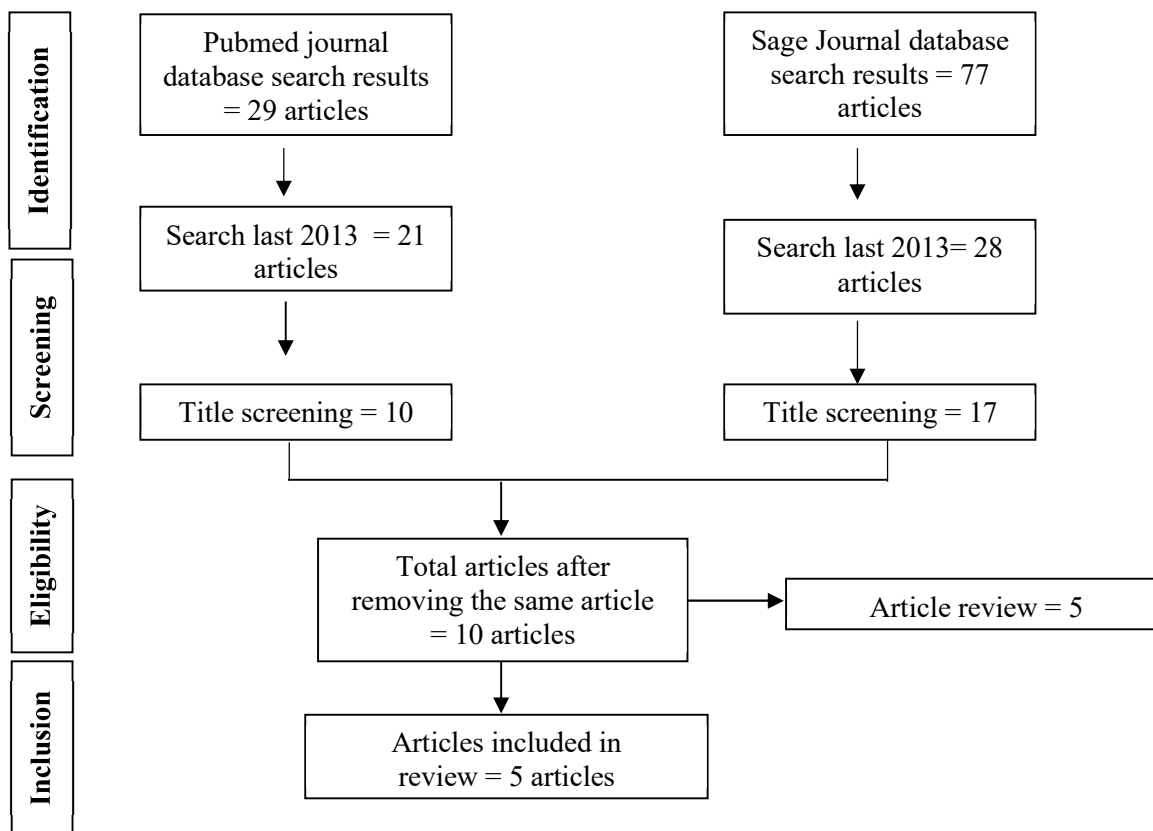 Identification
Pubmed journal
database search results
= 29 articles
Sage Journal database
search results = 77
articles
Search last 2013  = 21
articles
Search last 2013= 28
articles
Screening
Title screening = 10
Title screening = 17
Eligibility
Total articles after
removing the same article
= 10 articles
Article review = 5
Inclusion
Articles included in
review = 5 articles